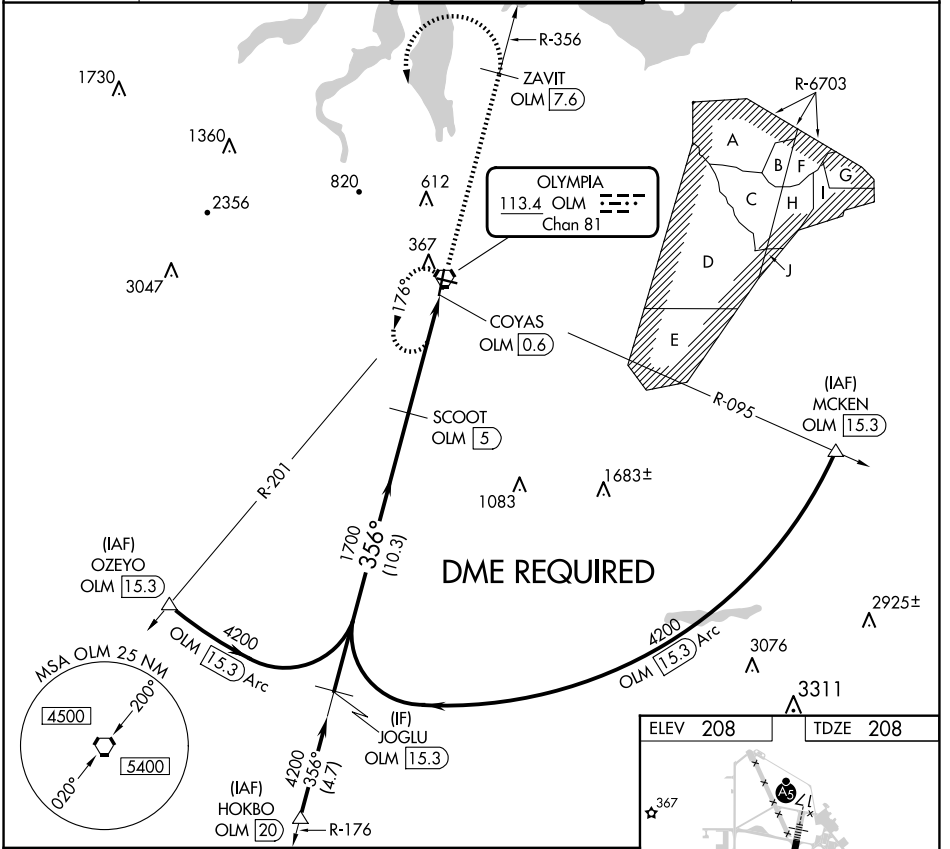 R-356
ZAVIT
OLM 7.6
1730
R-6703
1360
A
B
F
G
820
612
OLYMPIA
113.4 OLM
Chan 81
C
H
I
2356
367
D
J
3047
176°
COYAS
OLM 0.6
E
(IAF)
MCKEN
OLM 15.3
R-095
SCOOT
OLM 5
R-201
1083
1683±
1700
356°
(10.3)
(IAF)
OZEYO
OLM 15.3
DME REQUIRED
4200
OLM 15.3 Arc
4200
OLM 15.3 Arc
2925±
3076
3311
MSA OLM 25 NM
4500
200°
5400
020°
(IF)
JOGLU
OLM 15.3
4200
356°
(4.7)
(IAF)
HOKBO
OLM 20
R-176
ELEV 208
TDZE 208
A5
17
367